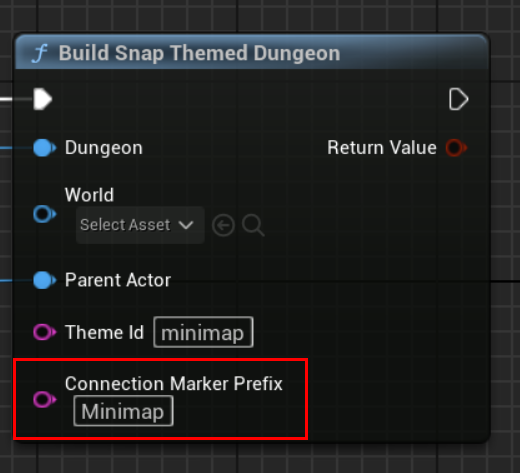 f Build Snap Themed Dungeon
Dungeon
Return Value
World
Select Asset
Parent Actor
Theme Id minimap
Connection Marker Prefix
Minimap